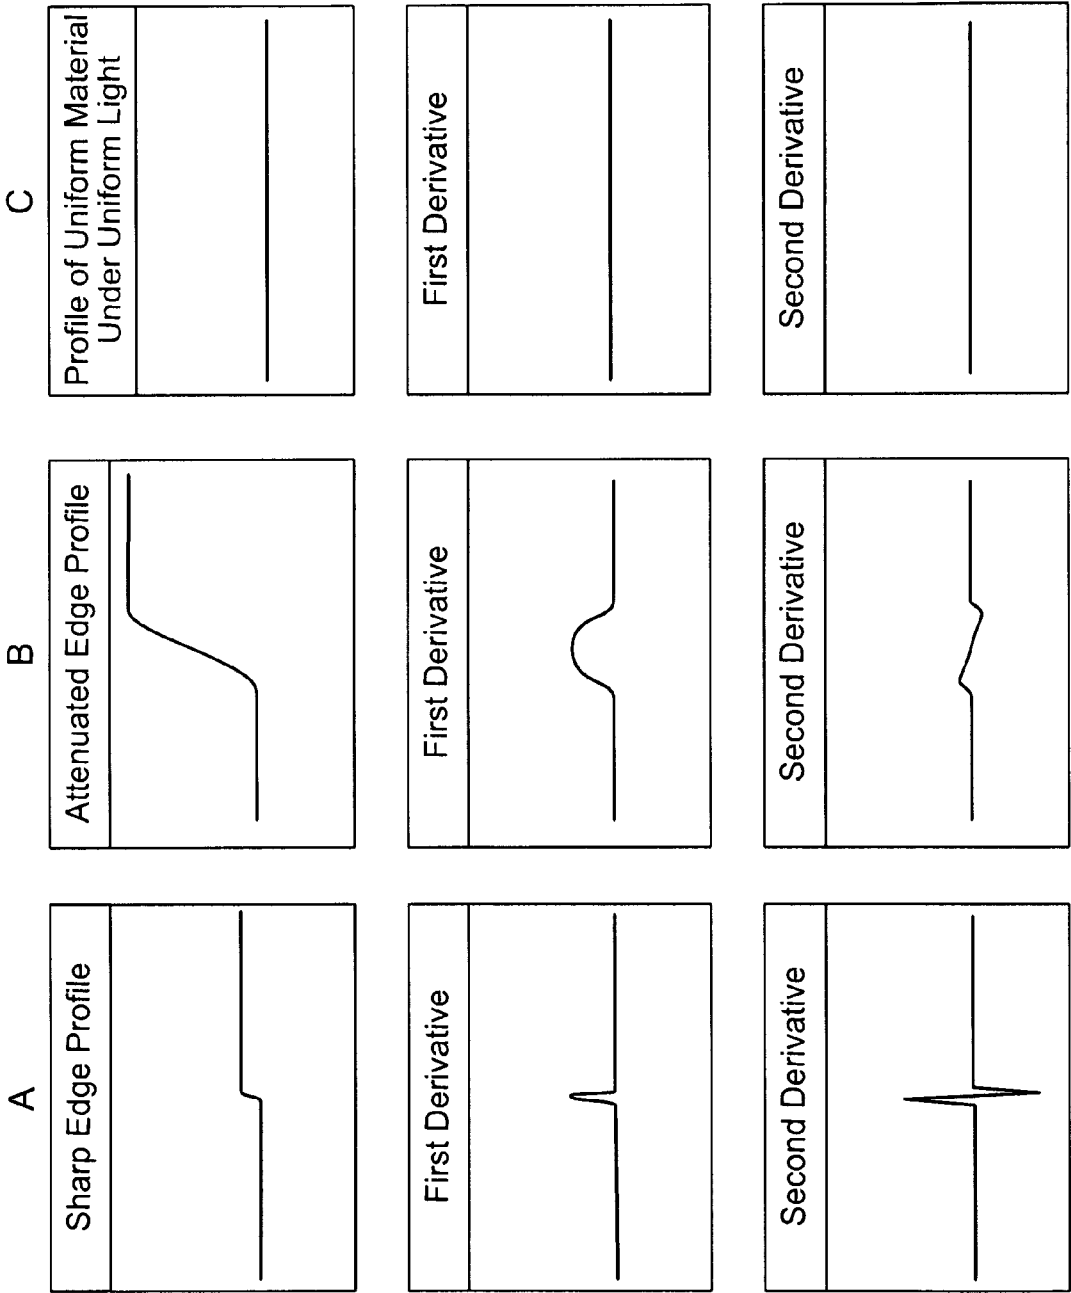 A
Sharp Edge Profile
First Derivative
Second Derivative
B
Attenuated Edge Profile
First Derivative
Second Derivative
C
Profile of Uniform Material
Under Uniform Light
First Derivative
Second Derivative